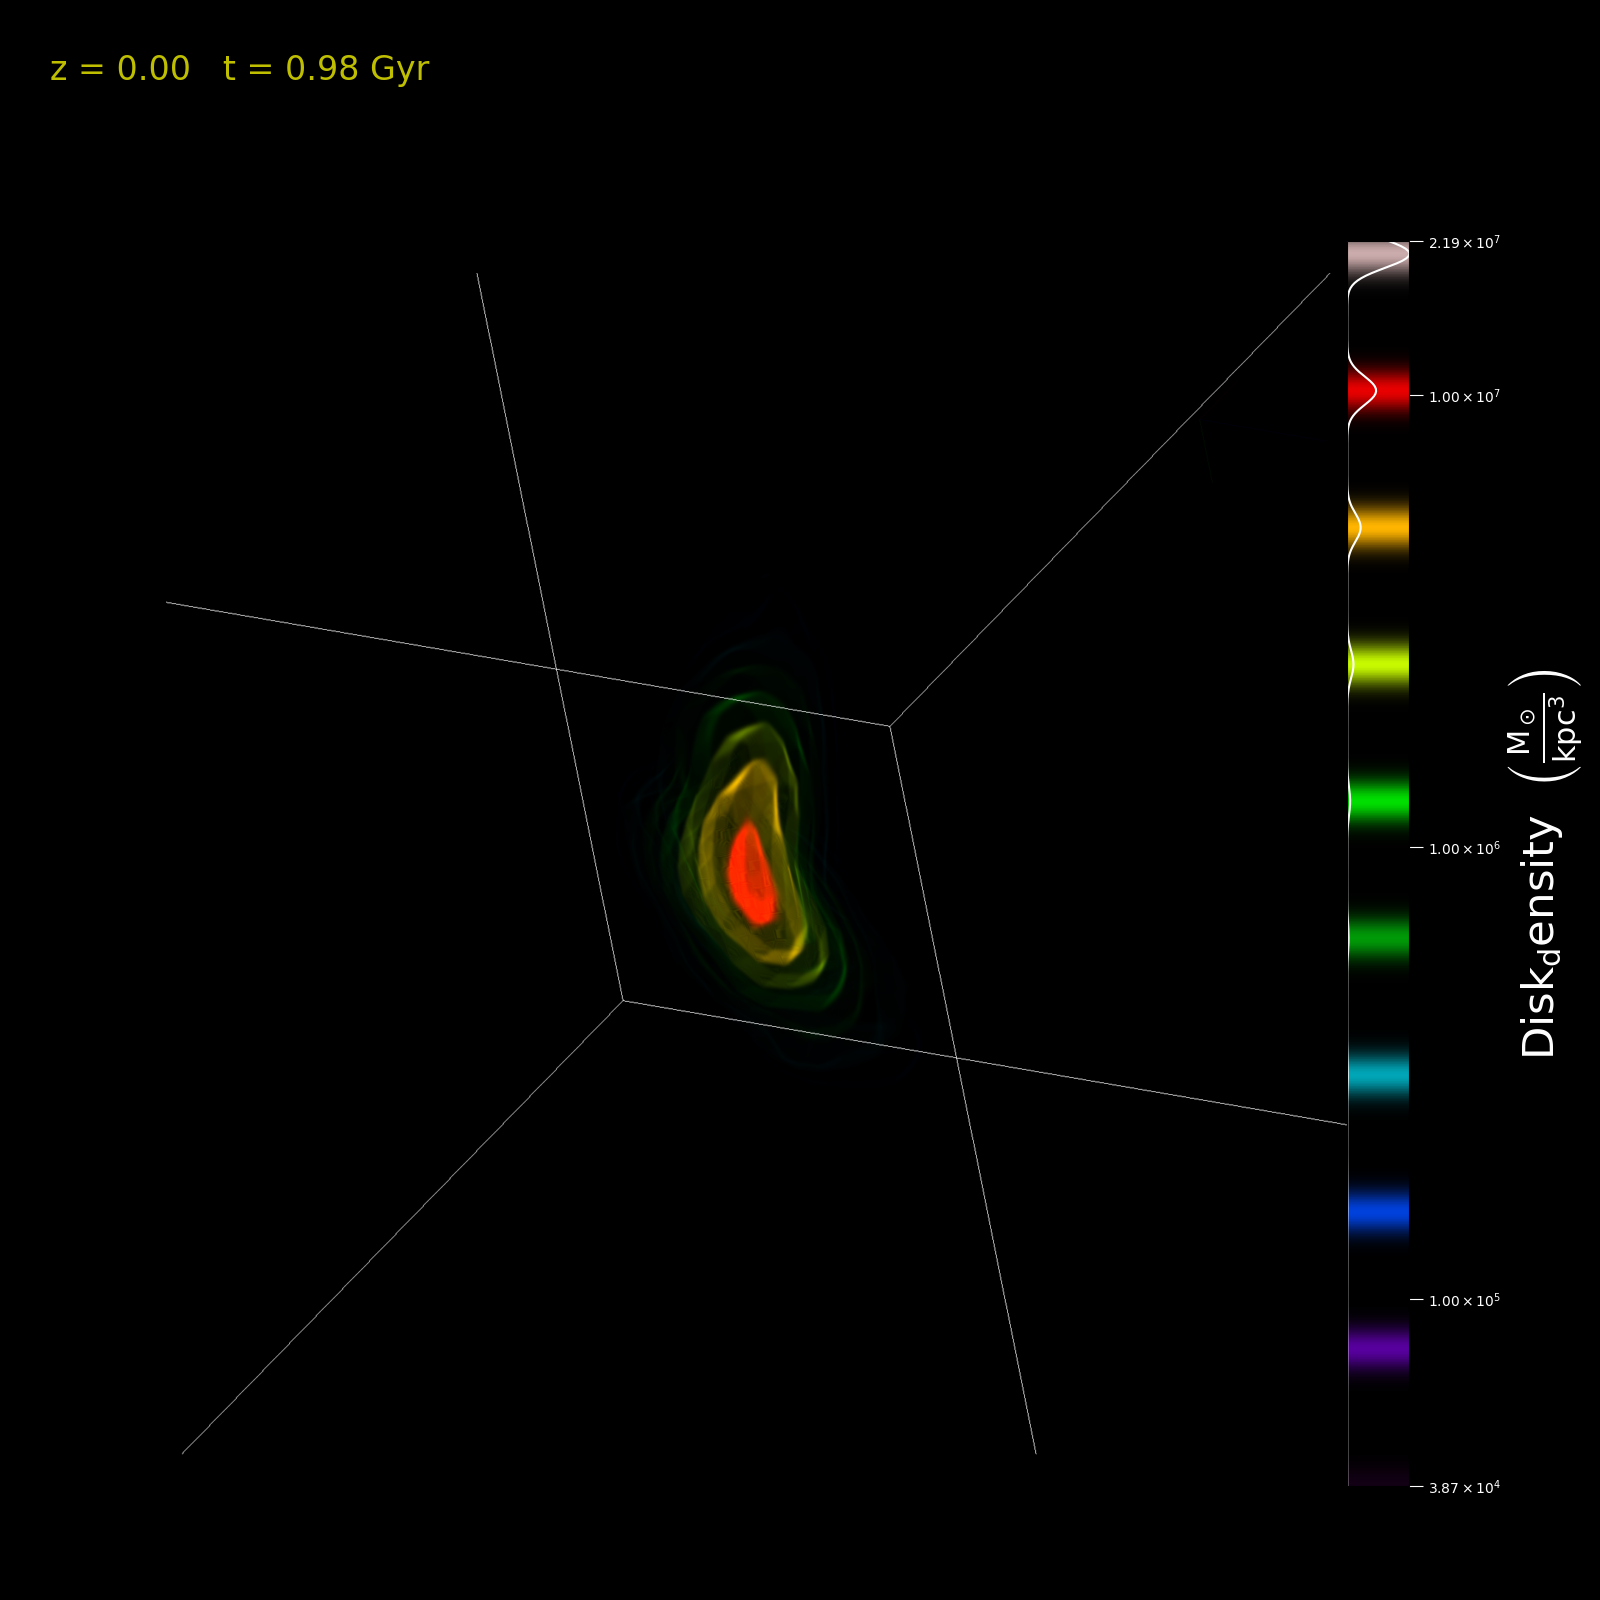 z = 0.00   t = 0.98 Gyr
2.19 × 10⁷
1.00 × 10⁷
1.00 × 10⁶
1.00 × 10⁵
3.87 × 10⁴
Disk_density (M☉/kpc³)